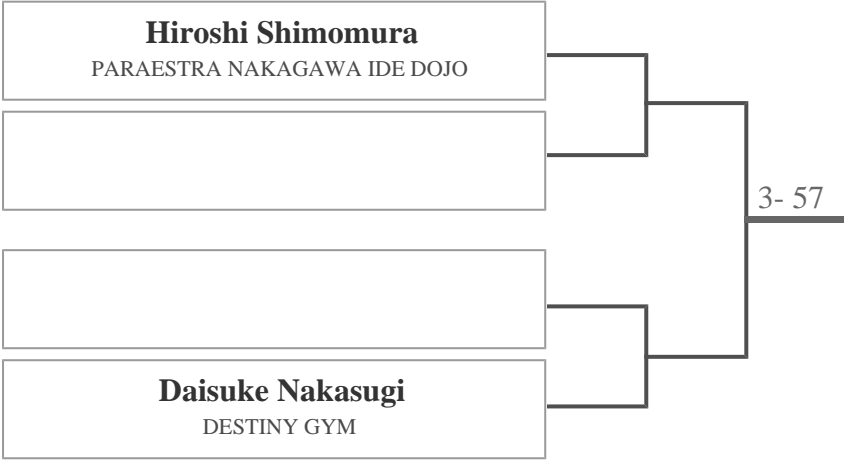 Hiroshi Shimomura
PARAESTRA NAKAGAWA IDE DOJO
3- 57
Daisuke Nakasugi
DESTINY GYM